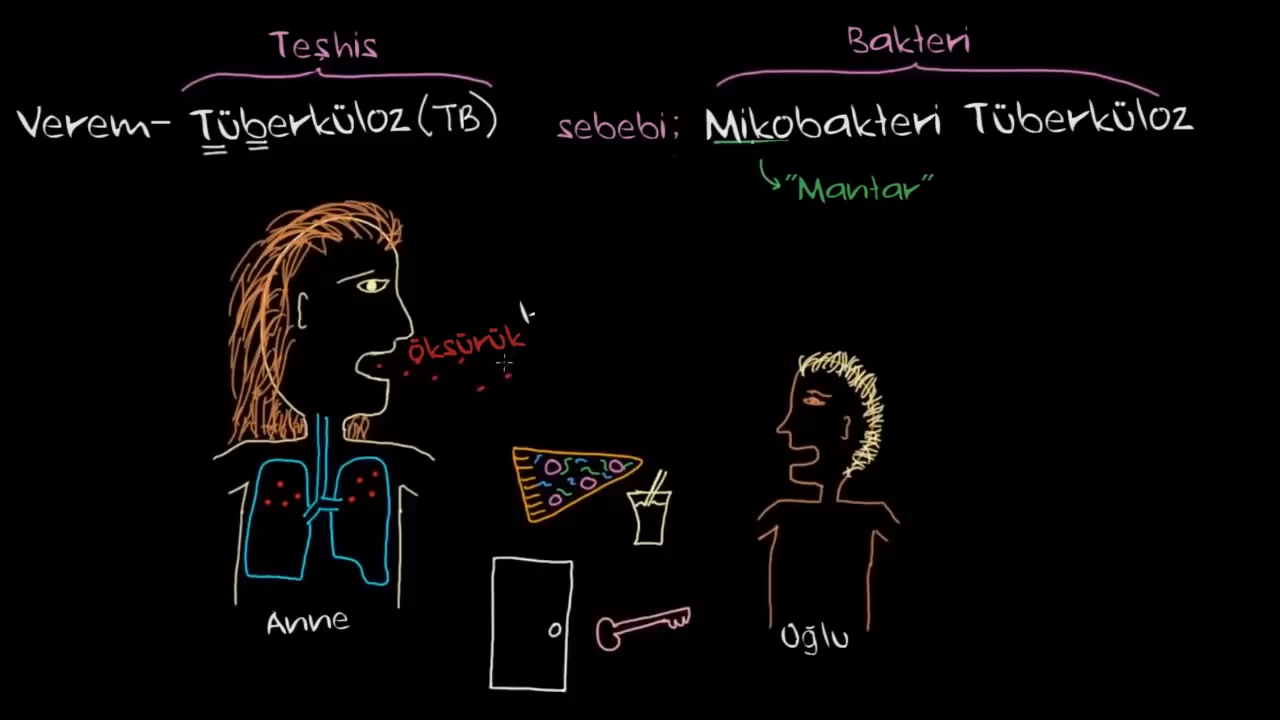 Teşhis
Bakteri
Verem- Tüberküloz (TB) sebebi; Mikobakteri Tüberküloz
"Mantar"
öksürük
Anne
Oğlu